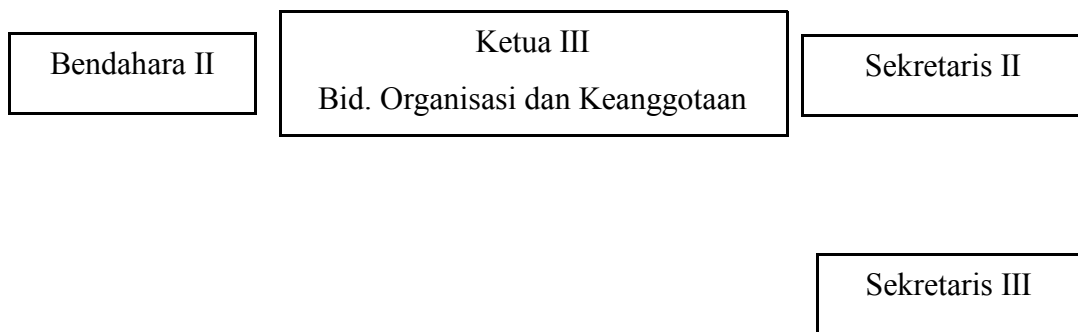 Bendahara II
Ketua III
Bid. Organisasi dan Keanggotaan
Sekretaris II
Sekretaris III